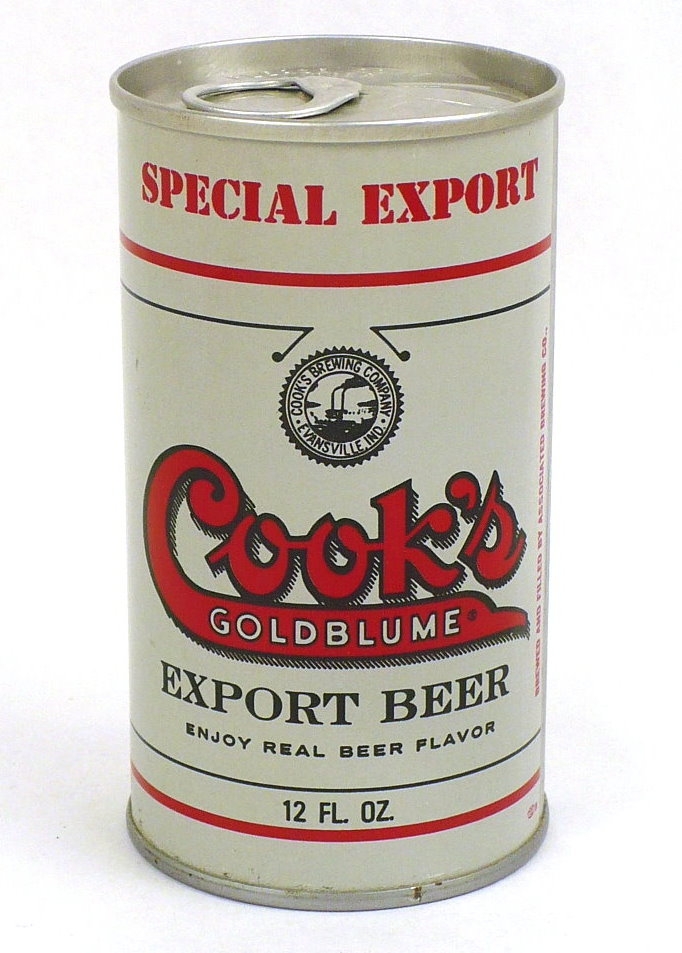 SPECIAL EXPORT
COOK'S BREWING COMPANY
EVANSVILLE, IND.
Cook's
GOLDBLUME®
EXPORT BEER
ENJOY REAL BEER FLAVOR
12 FL. OZ.
BREWED AND FILLED BY ASSOCIATED BREWING CO.,